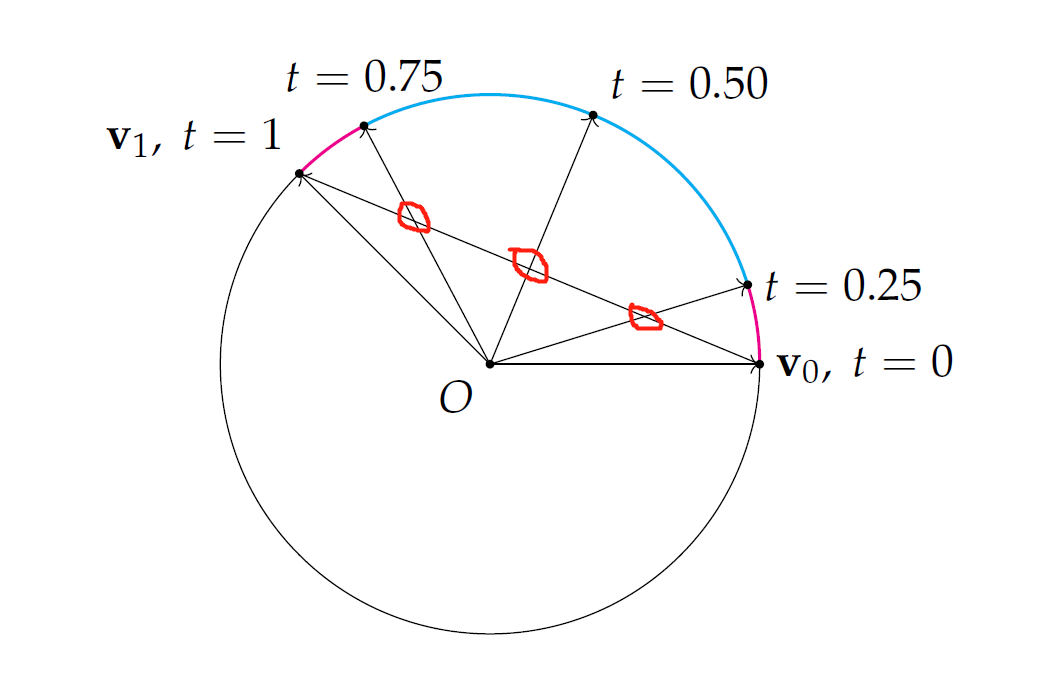 t = 0.75
t = 0.50
v₁, t = 1
t = 0.25
v₀, t = 0
O